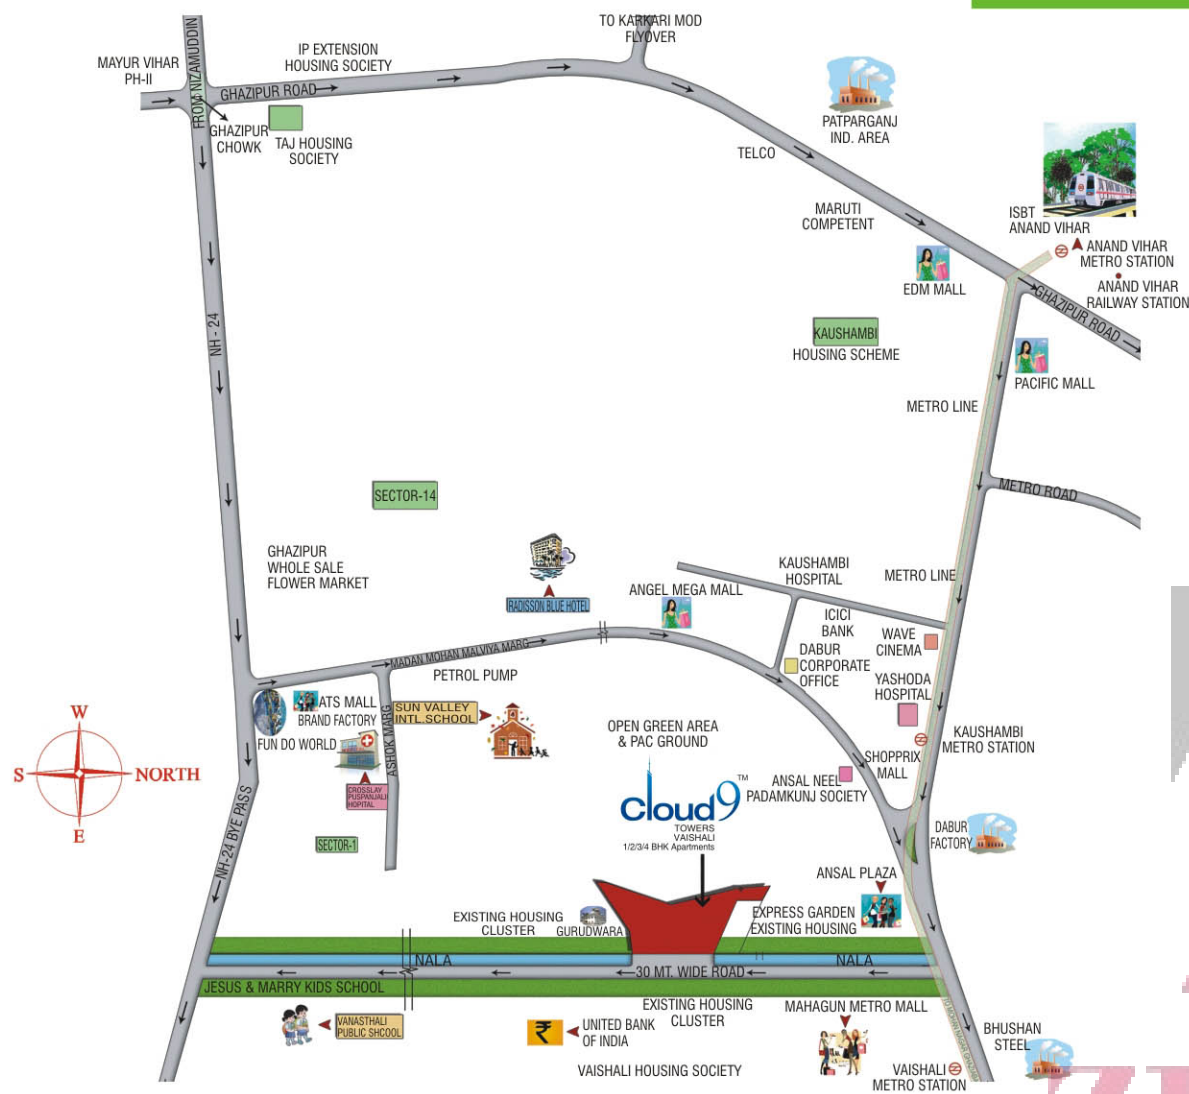 TO KARKARI MOD
FLYOVER
FROM NIZAMUDDIN
MAYUR VIHAR
PH-II
IP EXTENSION
HOUSING SOCIETY
GHAZIPUR ROAD
GHAZIPUR
CHOWK
TAJ HOUSING
SOCIETY
PATPARGANJ
IND. AREA
TELCO
MARUTI
COMPETENT
ISBT
ANAND VIHAR
ANAND VIHAR
METRO STATION
ANAND VIHAR
RAILWAY STATION
EDM MALL
GHAZIPUR ROAD
NH - 24
KAUSHAMBI
HOUSING SCHEME
PACIFIC MALL
METRO LINE
SECTOR-14
METRO ROAD
GHAZIPUR
WHOLE SALE
FLOWER MARKET
RADISSON BLUE HOTEL
ANGEL MEGA MALL
KAUSHAMBI
HOSPITAL
METRO LINE
ICICI
BANK
WAVE
CINEMA
DABUR
CORPORATE
OFFICE
YASHODA
HOSPITAL
MADAN MOHAN MALVIYA MARG
PETROL PUMP
ATS MALL
BRAND FACTORY
SUN VALLEY
INTL.SCHOOL
FUN DO WORLD
ASHOK MARG
CROSSLAY
PUSPANJALI
HOPITAL
OPEN GREEN AREA
& PAC GROUND
KAUSHAMBI
METRO STATION
SHOPPRIX
MALL
ANSAL NEEL
PADAMKUNJ SOCIETY
W
S
NORTH
E
Cloud9™
TOWERS
VAISHALI
1/2/3/4 BHK Apartments
NH-24 BYE PASS
SECTOR-1
DABUR
FACTORY
ANSAL PLAZA
EXISTING HOUSING
CLUSTER
GURUDWARA
EXPRESS GARDEN
EXISTING HOUSING
NALA
NALA
30 MT. WIDE ROAD
JESUS & MARRY KIDS SCHOOL
EXISTING HOUSING
CLUSTER
MAHAGUN METRO MALL
VANASTHALI
PUBLIC SHCOOL
UNITED BANK
OF INDIA
BHUSHAN
STEEL
VAISHALI HOUSING SOCIETY
VAISHALI
METRO STATION